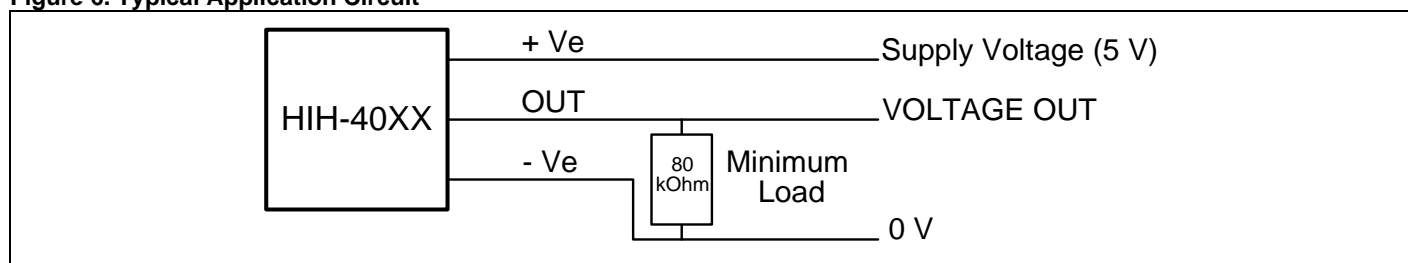 Figure 6. Typical Application Circuit
+ Ve
Supply Voltage (5 V)
HIH-40XX
OUT
VOLTAGE OUT
- Ve
80
kOhm
Minimum
Load
0 V